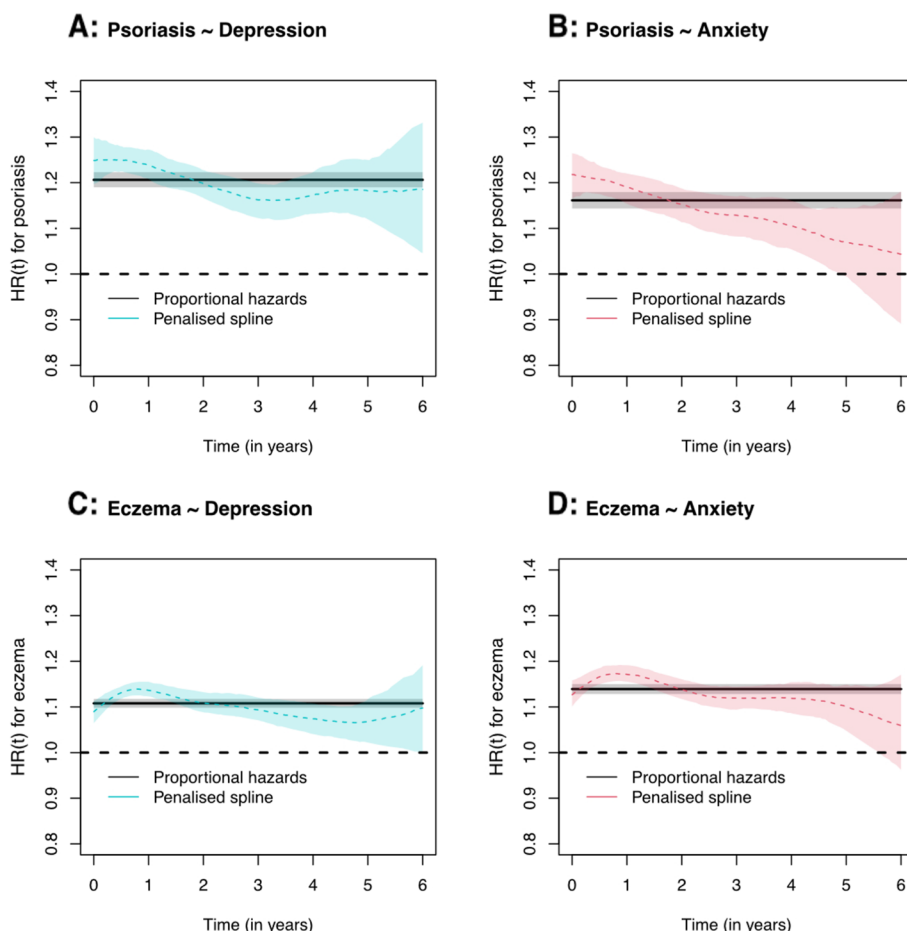 A: Psoriasis ~ Depression
HR(t) for psoriasis
1.4
1.3
1.2
1.1
1.0
0.9
0.8
Proportional hazards
Penalised spline
0 1 2 3 4 5 6
Time (in years)
B: Psoriasis ~ Anxiety
HR(t) for psoriasis
1.4
1.3
1.2
1.1
1.0
0.9
0.8
Proportional hazards
Penalised spline
0 1 2 3 4 5 6
Time (in years)
C: Eczema ~ Depression
HR(t) for eczema
1.4
1.3
1.2
1.1
1.0
0.9
0.8
Proportional hazards
Penalised spline
0 1 2 3 4 5 6
Time (in years)
D: Eczema ~ Anxiety
HR(t) for eczema
1.4
1.3
1.2
1.1
1.0
0.9
0.8
Proportional hazards
Penalised spline
0 1 2 3 4 5 6
Time (in years)